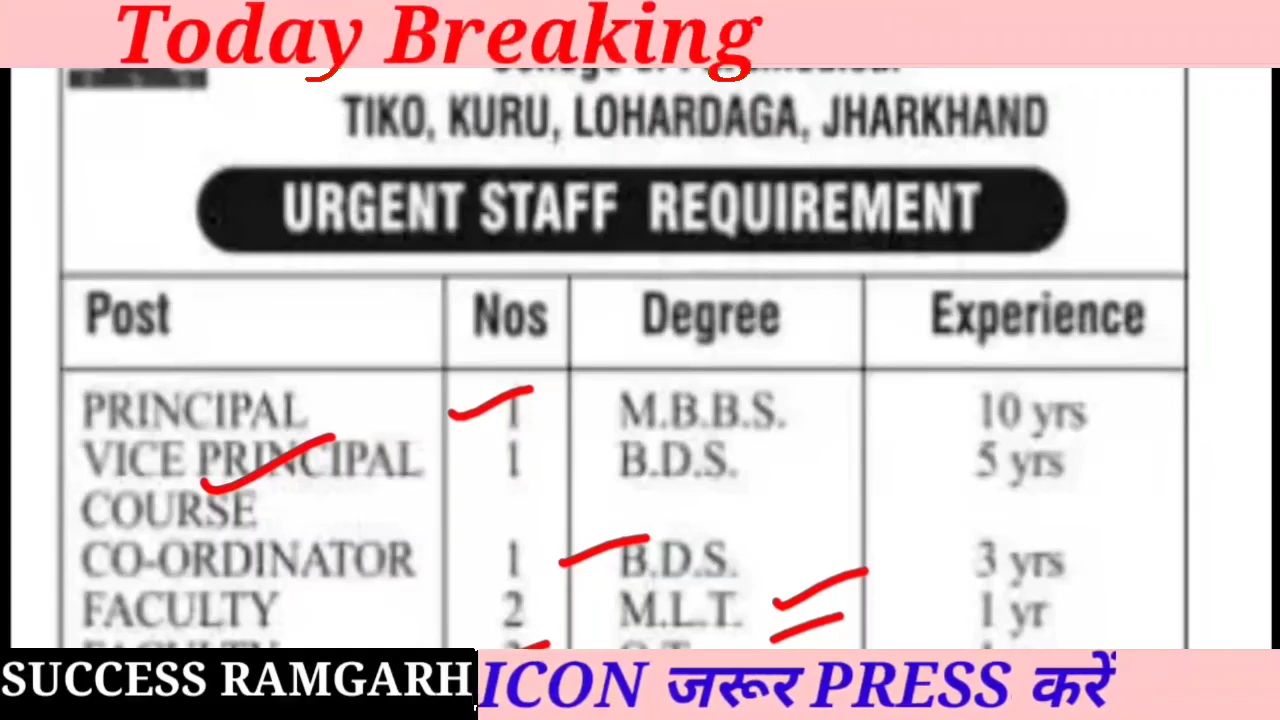 Today Breaking
TIKO, KURU, LOHARDAGA, JHARKHAND
URGENT STAFF REQUIREMENT
Post Nos Degree Experience
PRINCIPAL 1 M.B.B.S. 10 yrs
VICE PRINCIPAL 1 B.D.S. 5 yrs
COURSE
CO-ORDINATOR 1 B.D.S. 3 yrs
FACULTY 2 M.L.T. 1 yr
SUCCESS RAMGARH ICON जरूर PRESS करें